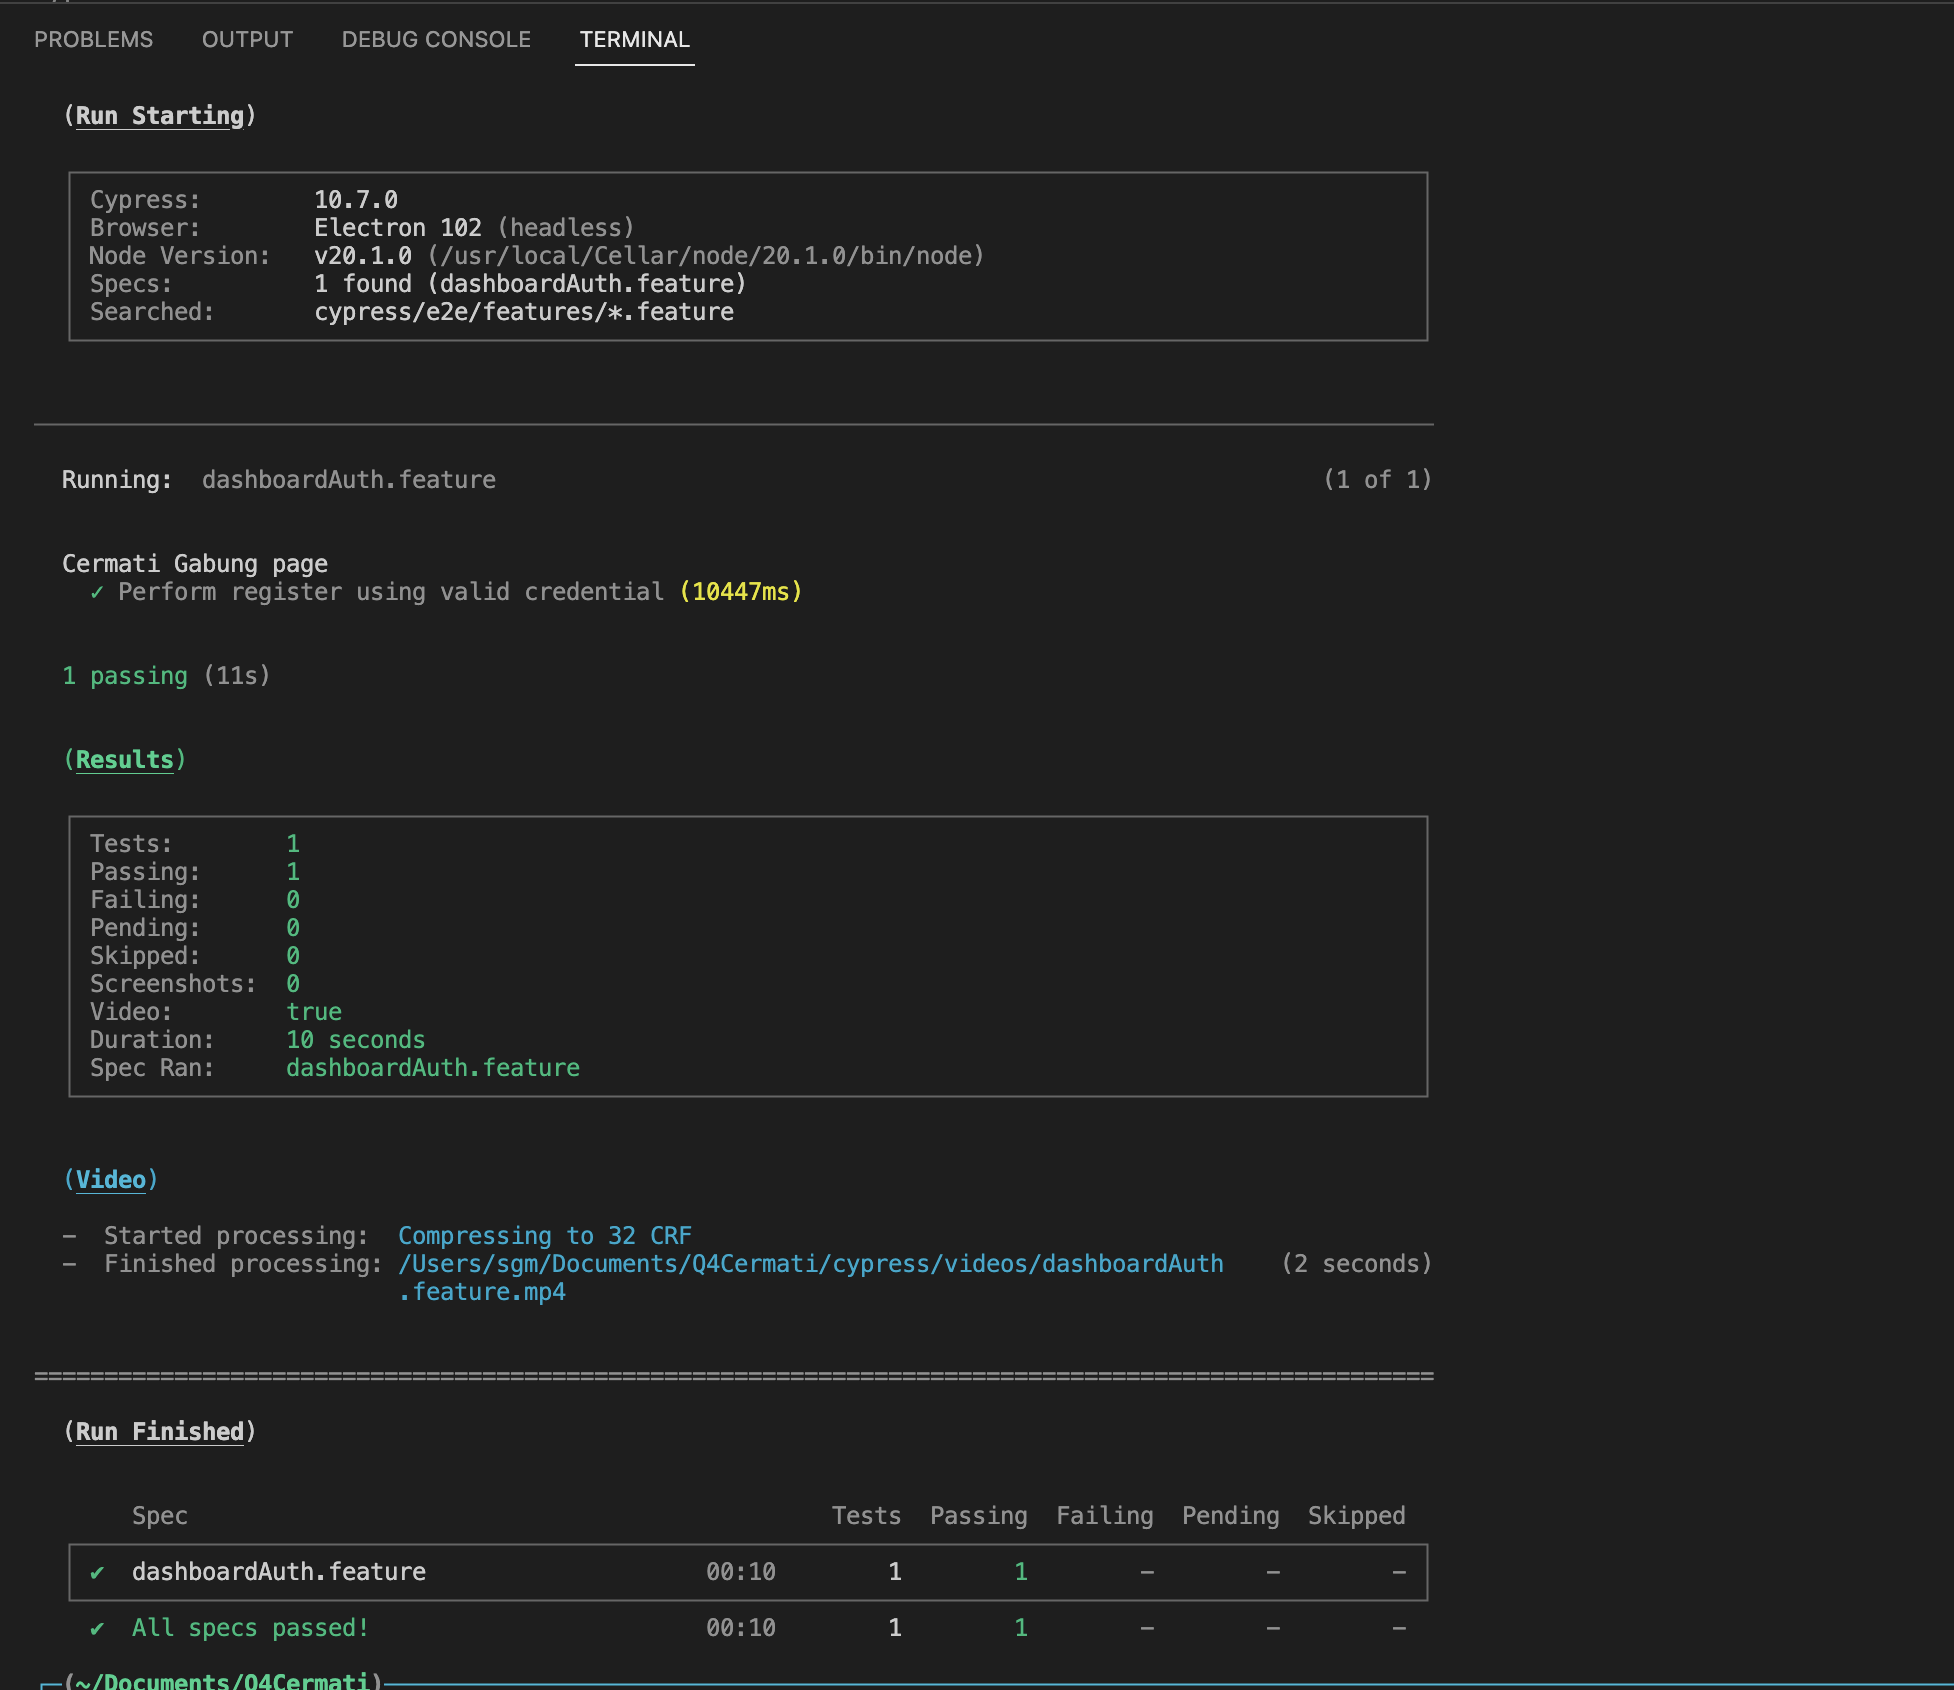 PROBLEMS OUTPUT DEBUG CONSOLE TERMINAL
(Run Starting)
Cypress: 10.7.0
Browser: Electron 102 (headless)
Node Version: v20.1.0 (/usr/local/Cellar/node/20.1.0/bin/node)
Specs: 1 found (dashboardAuth.feature)
Searched: cypress/e2e/features/*.feature
Running: dashboardAuth.feature (1 of 1)
Cermati Gabung page
✓ Perform register using valid credential (10447ms)
1 passing (11s)
(Results)
Tests: 1
Passing: 1
Failing: 0
Pending: 0
Skipped: 0
Screenshots: 0
Video: true
Duration: 10 seconds
Spec Ran: dashboardAuth.feature
(Video)
– Started processing: Compressing to 32 CRF
– Finished processing: /Users/sgm/Documents/Q4Cermati/cypress/videos/dashboardAuth (2 seconds)
.feature.mp4
====================================================================================================
(Run Finished)
Spec Tests Passing Failing Pending Skipped
✔ dashboardAuth.feature 00:10 1 1 – – –
✔ All specs passed! 00:10 1 1 – – –
(~/Documents/Q4Cermati)